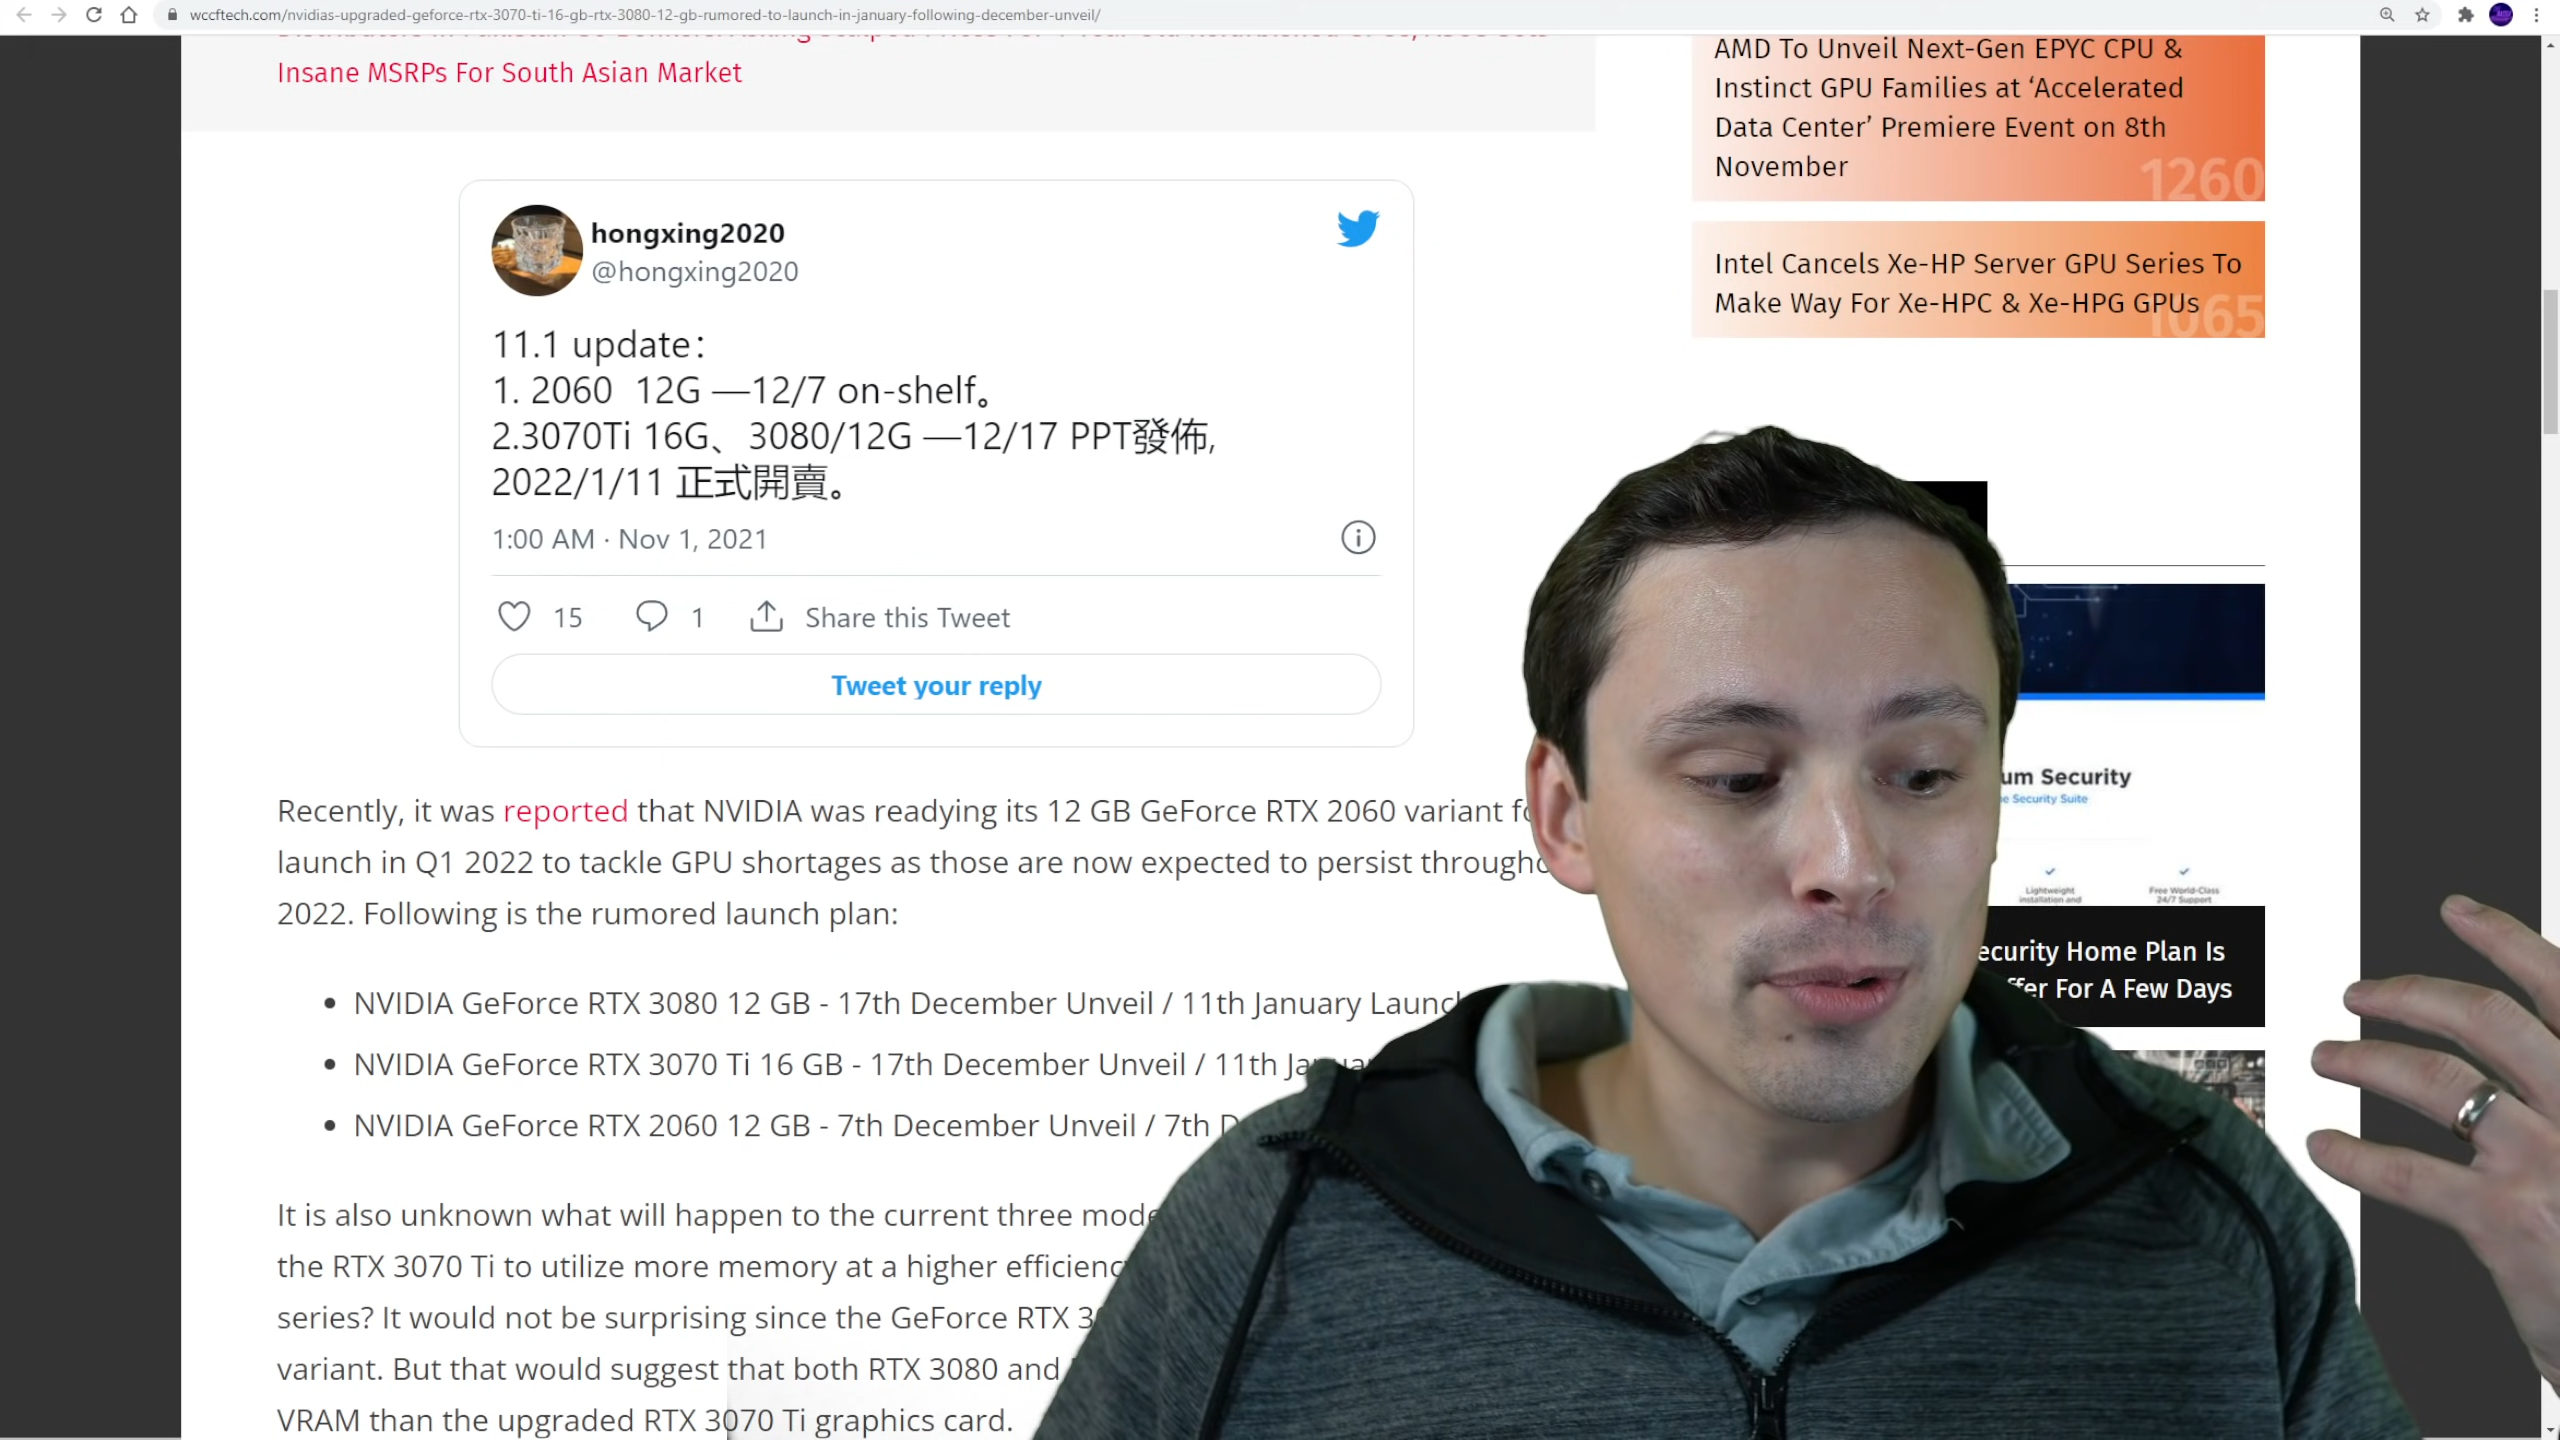 wccftech.com/nvidias-upgraded-geforce-rtx-3070-ti-16-gb-rtx-3080-12-gb-rumored-to-launch-in-january-following-december-unveil/
Insane MSRPs For South Asian Market
hongxing2020
@hongxing2020
11.1 update：
1. 2060  12G —12/7 on-shelf。
2.3070Ti 16G、3080/12G —12/17 PPT發佈,
2022/1/11 正式開賣。
1:00 AM · Nov 1, 2021
15
1
Share this Tweet
Tweet your reply
Recently, it was reported that NVIDIA was readying its 12 GB GeForce RTX 2060 variant
launch in Q1 2022 to tackle GPU shortages as those are now expected to persist
2022. Following is the rumored launch plan:
• NVIDIA GeForce RTX 3080 12 GB - 17th December Unveil / 11th January
• NVIDIA GeForce RTX 3070 Ti 16 GB - 17th December Unveil / 11th
• NVIDIA GeForce RTX 2060 12 GB - 7th December Unveil / 7th
It is also unknown what will happen to the current three
the RTX 3070 Ti to utilize more memory at a higher
series? It would not be surprising since the GeForce RTX
variant. But that would suggest that both RTX 3080 and
VRAM than the upgraded RTX 3070 Ti graphics card.
AMD To Unveil Next-Gen EPYC CPU &
Instinct GPU Families at ‘Accelerated
Data Center’ Premiere Event on 8th
November
1260
Intel Cancels Xe-HP Server GPU Series To
Make Way For Xe-HPC & Xe-HPG GPUs
1065
Security
Security Suite
Lightweight
installation and
Free World-Class
24/7 Support
Home Plan Is
For A Few Days